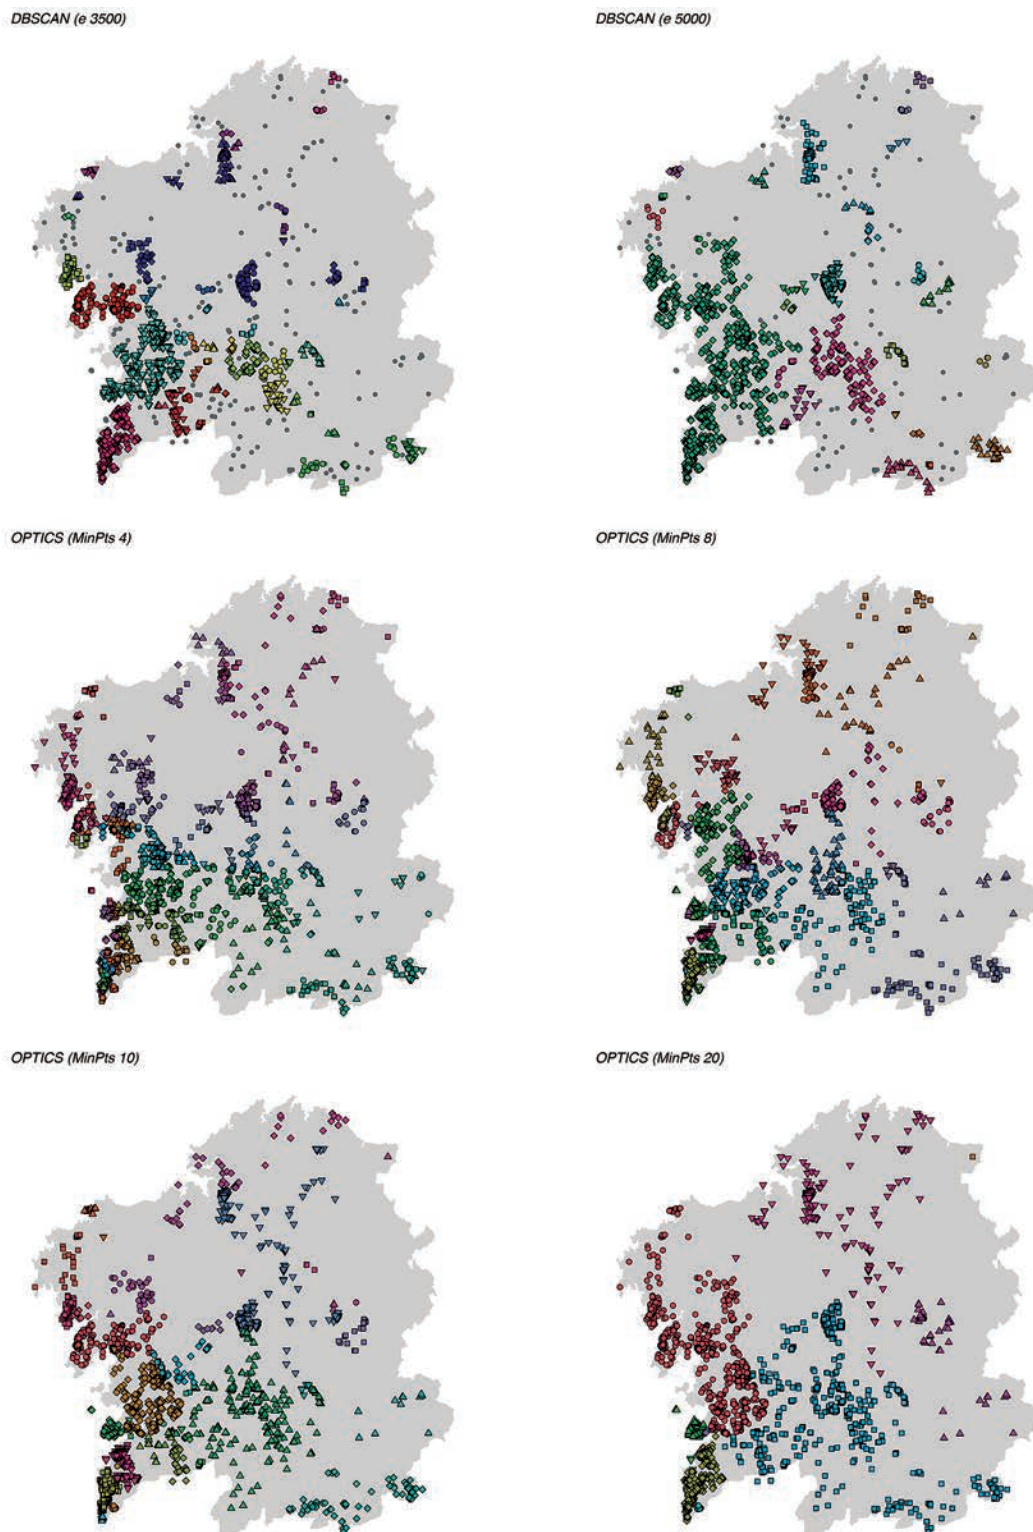 DBSCAN (e 3500)
DBSCAN (e 5000)
OPTICS (MinPts 4)
OPTICS (MinPts 8)
OPTICS (MinPts 10)
OPTICS (MinPts 20)